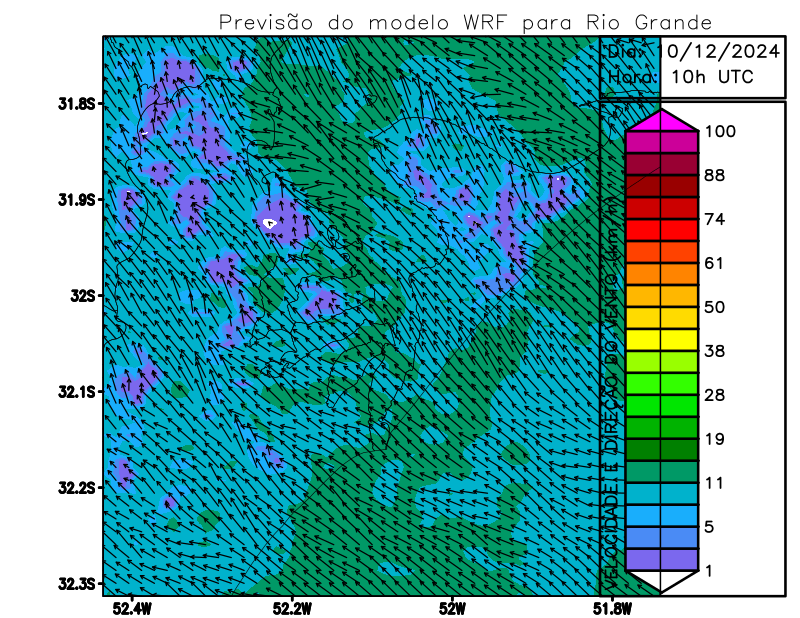 Previsão do modelo WRF para Rio Grande
Dia: 10/12/2024
Hora: 10h UTC
31.8S
31.9S
32S
32.1S
32.2S
32.3S
52.4W
52.2W
52W
51.8W
VELOCIDADE E DIREÇÃO DO VENTO (km/h)
100
88
74
61
50
38
28
19
11
5
1